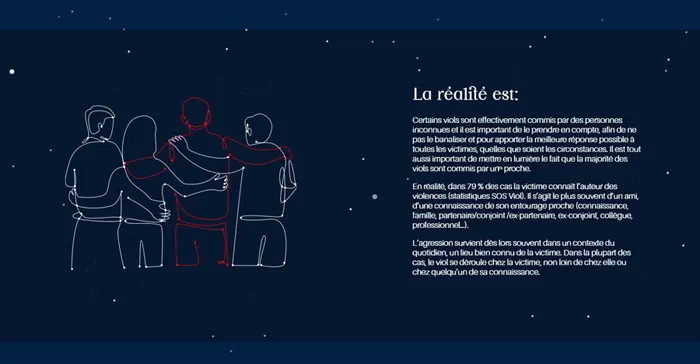 La réalité est:
Certains viols sont effectivement commis par des personnes
inconnues et il est important de le prendre en compte, afin de ne
pas le banaliser et pour apporter la meilleure réponse possible à
toutes les victimes, quelles que soient les circonstances. Il est tout
aussi important de mettre en lumière le fait que la majorité des
viols sont commis par un·e proche.
En réalité, dans 79 % des cas la victime connaît l'auteur des
violences (statistiques SOS Viol). Il s'agit le plus souvent d'un ami,
d'une connaissance de son entourage proche (connaissance,
famille, partenaire/conjoint /ex-partenaire, ex-conjoint, collègue,
professionnel...).
L'agression survient dès lors souvent dans un contexte du
quotidien, un lieu bien connu de la victime. Dans la plupart des
cas, le viol se déroule chez la victime, non loin de chez elle ou
chez quelqu'un de sa connaissance.